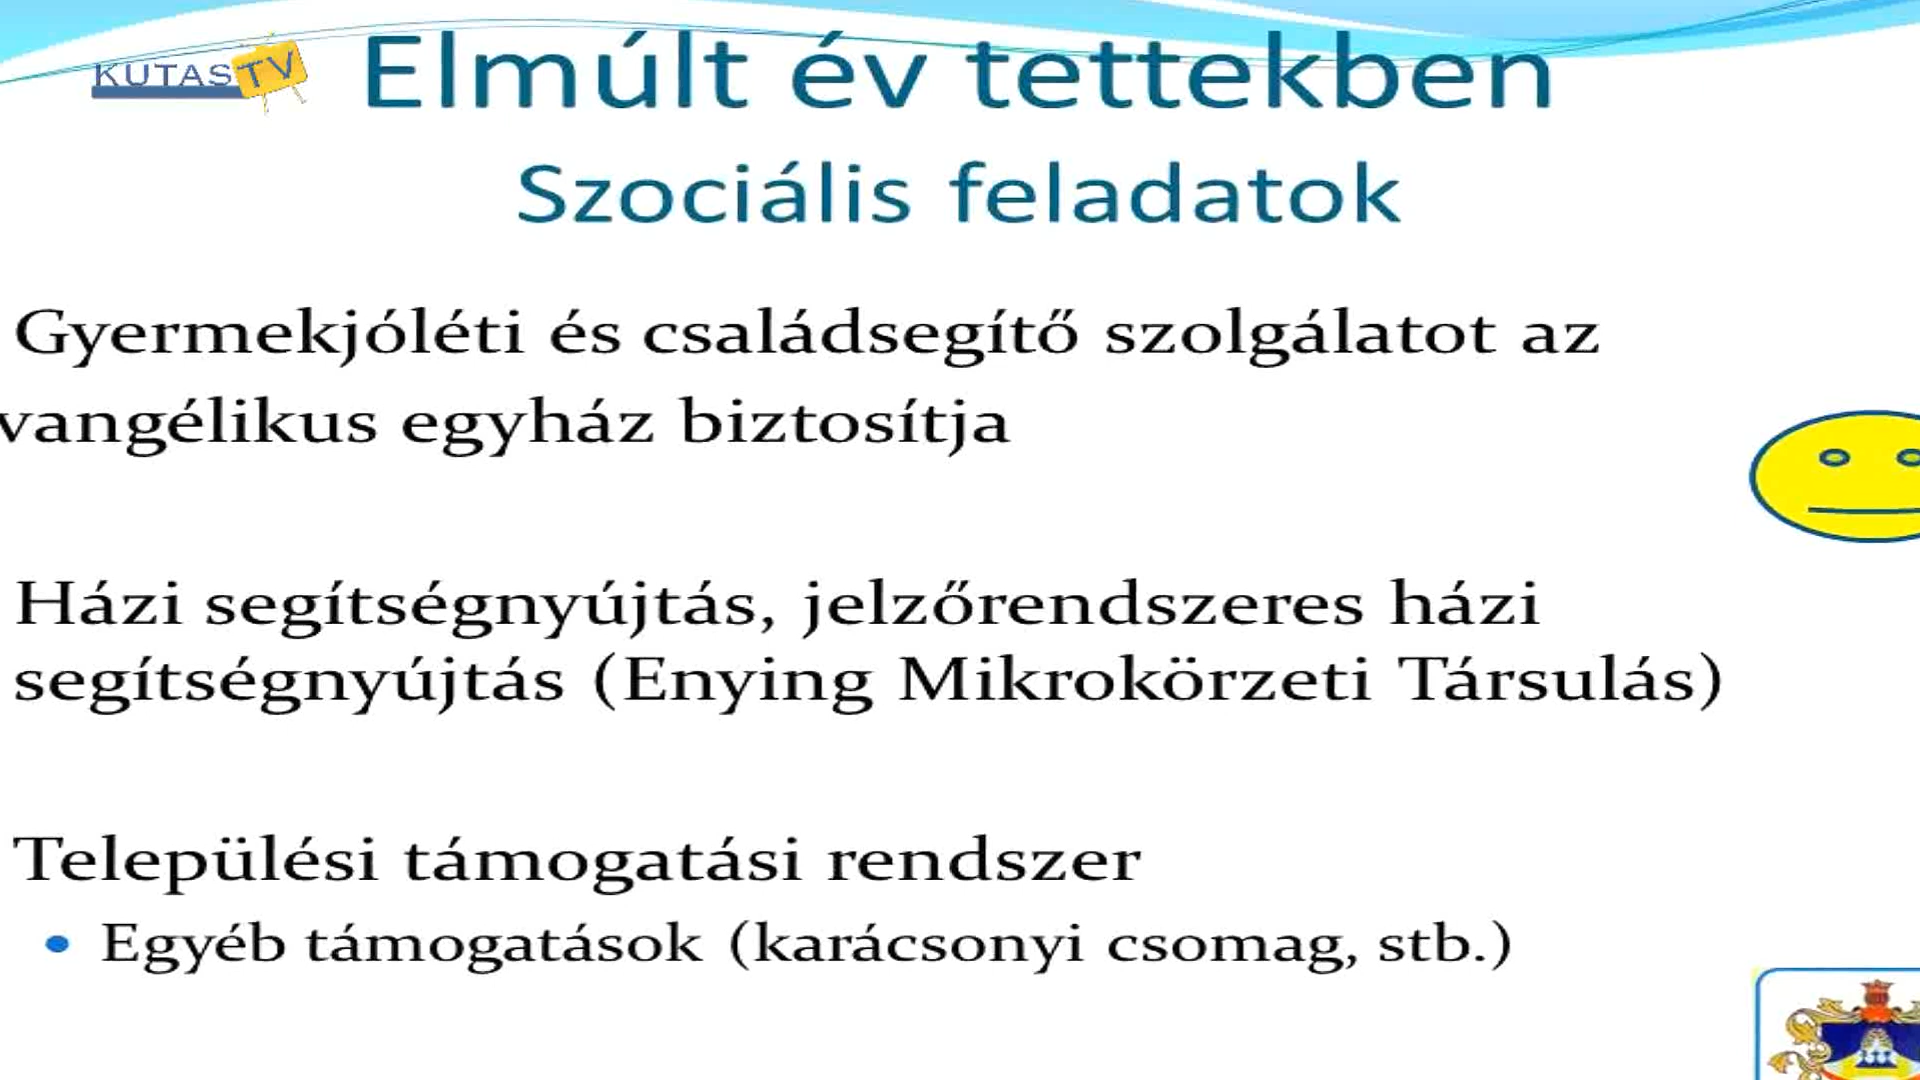 KUTAS TV
Elmúlt év tettekben
Szociális feladatok
Gyermekjóléti és családsegítő szolgálatot az
vangélikus egyház biztosítja
Házi segítségnyújtás, jelzőrendszeres házi
segítségnyújtás (Enying Mikrokörzeti Társulás)
Települési támogatási rendszer
• Egyéb támogatások (karácsonyi csomag, stb.)